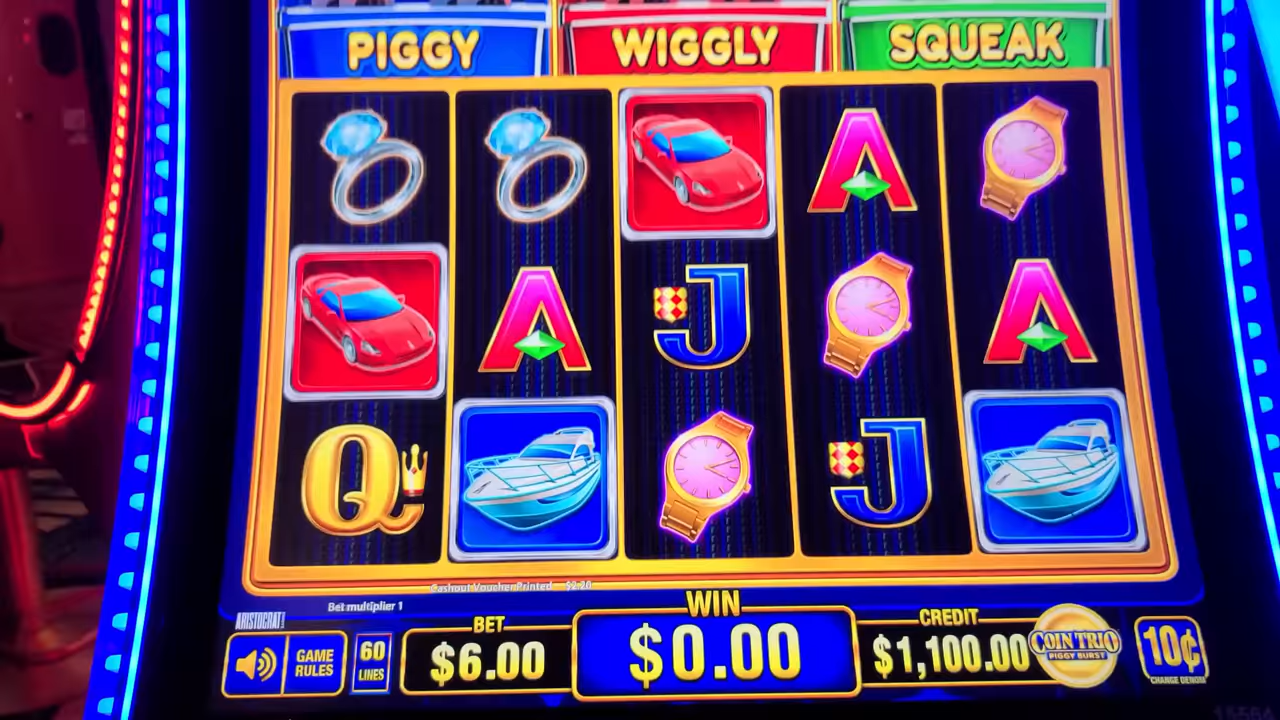 PIGGY WIGGLY SQUEAK
A
A J A
Q J
Cashout Voucher Printed $2.20
Bet multiplier 1
ARISTOCRAT
GAME RULES
60 LINES
BET
$6.00
WIN
$0.00
CREDIT
$1,100.00
COIN TRIO
PIGGY BURST
10¢
CHANGE DENOM